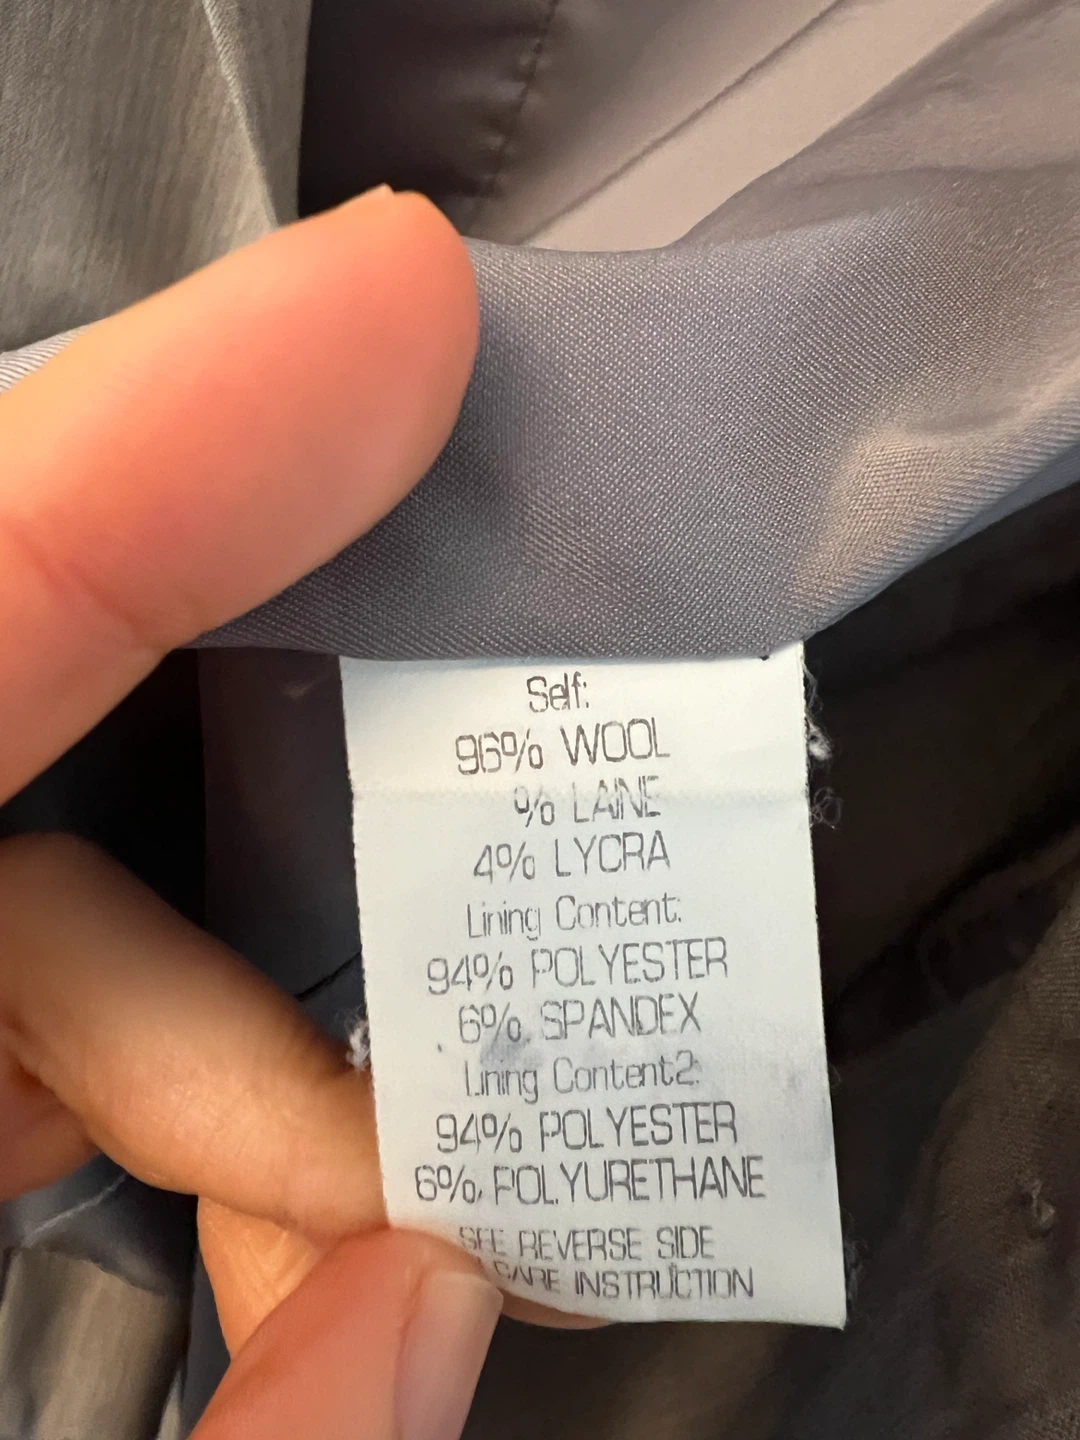 Self:
96% WOOL
% LAINE
4% LYCRA
Lining Content:
94% POLYESTER
6% SPANDEX
Lining Content2:
94% POLYESTER
6% POLYURETHANE
SEE REVERSE SIDE
CARE INSTRUCTION